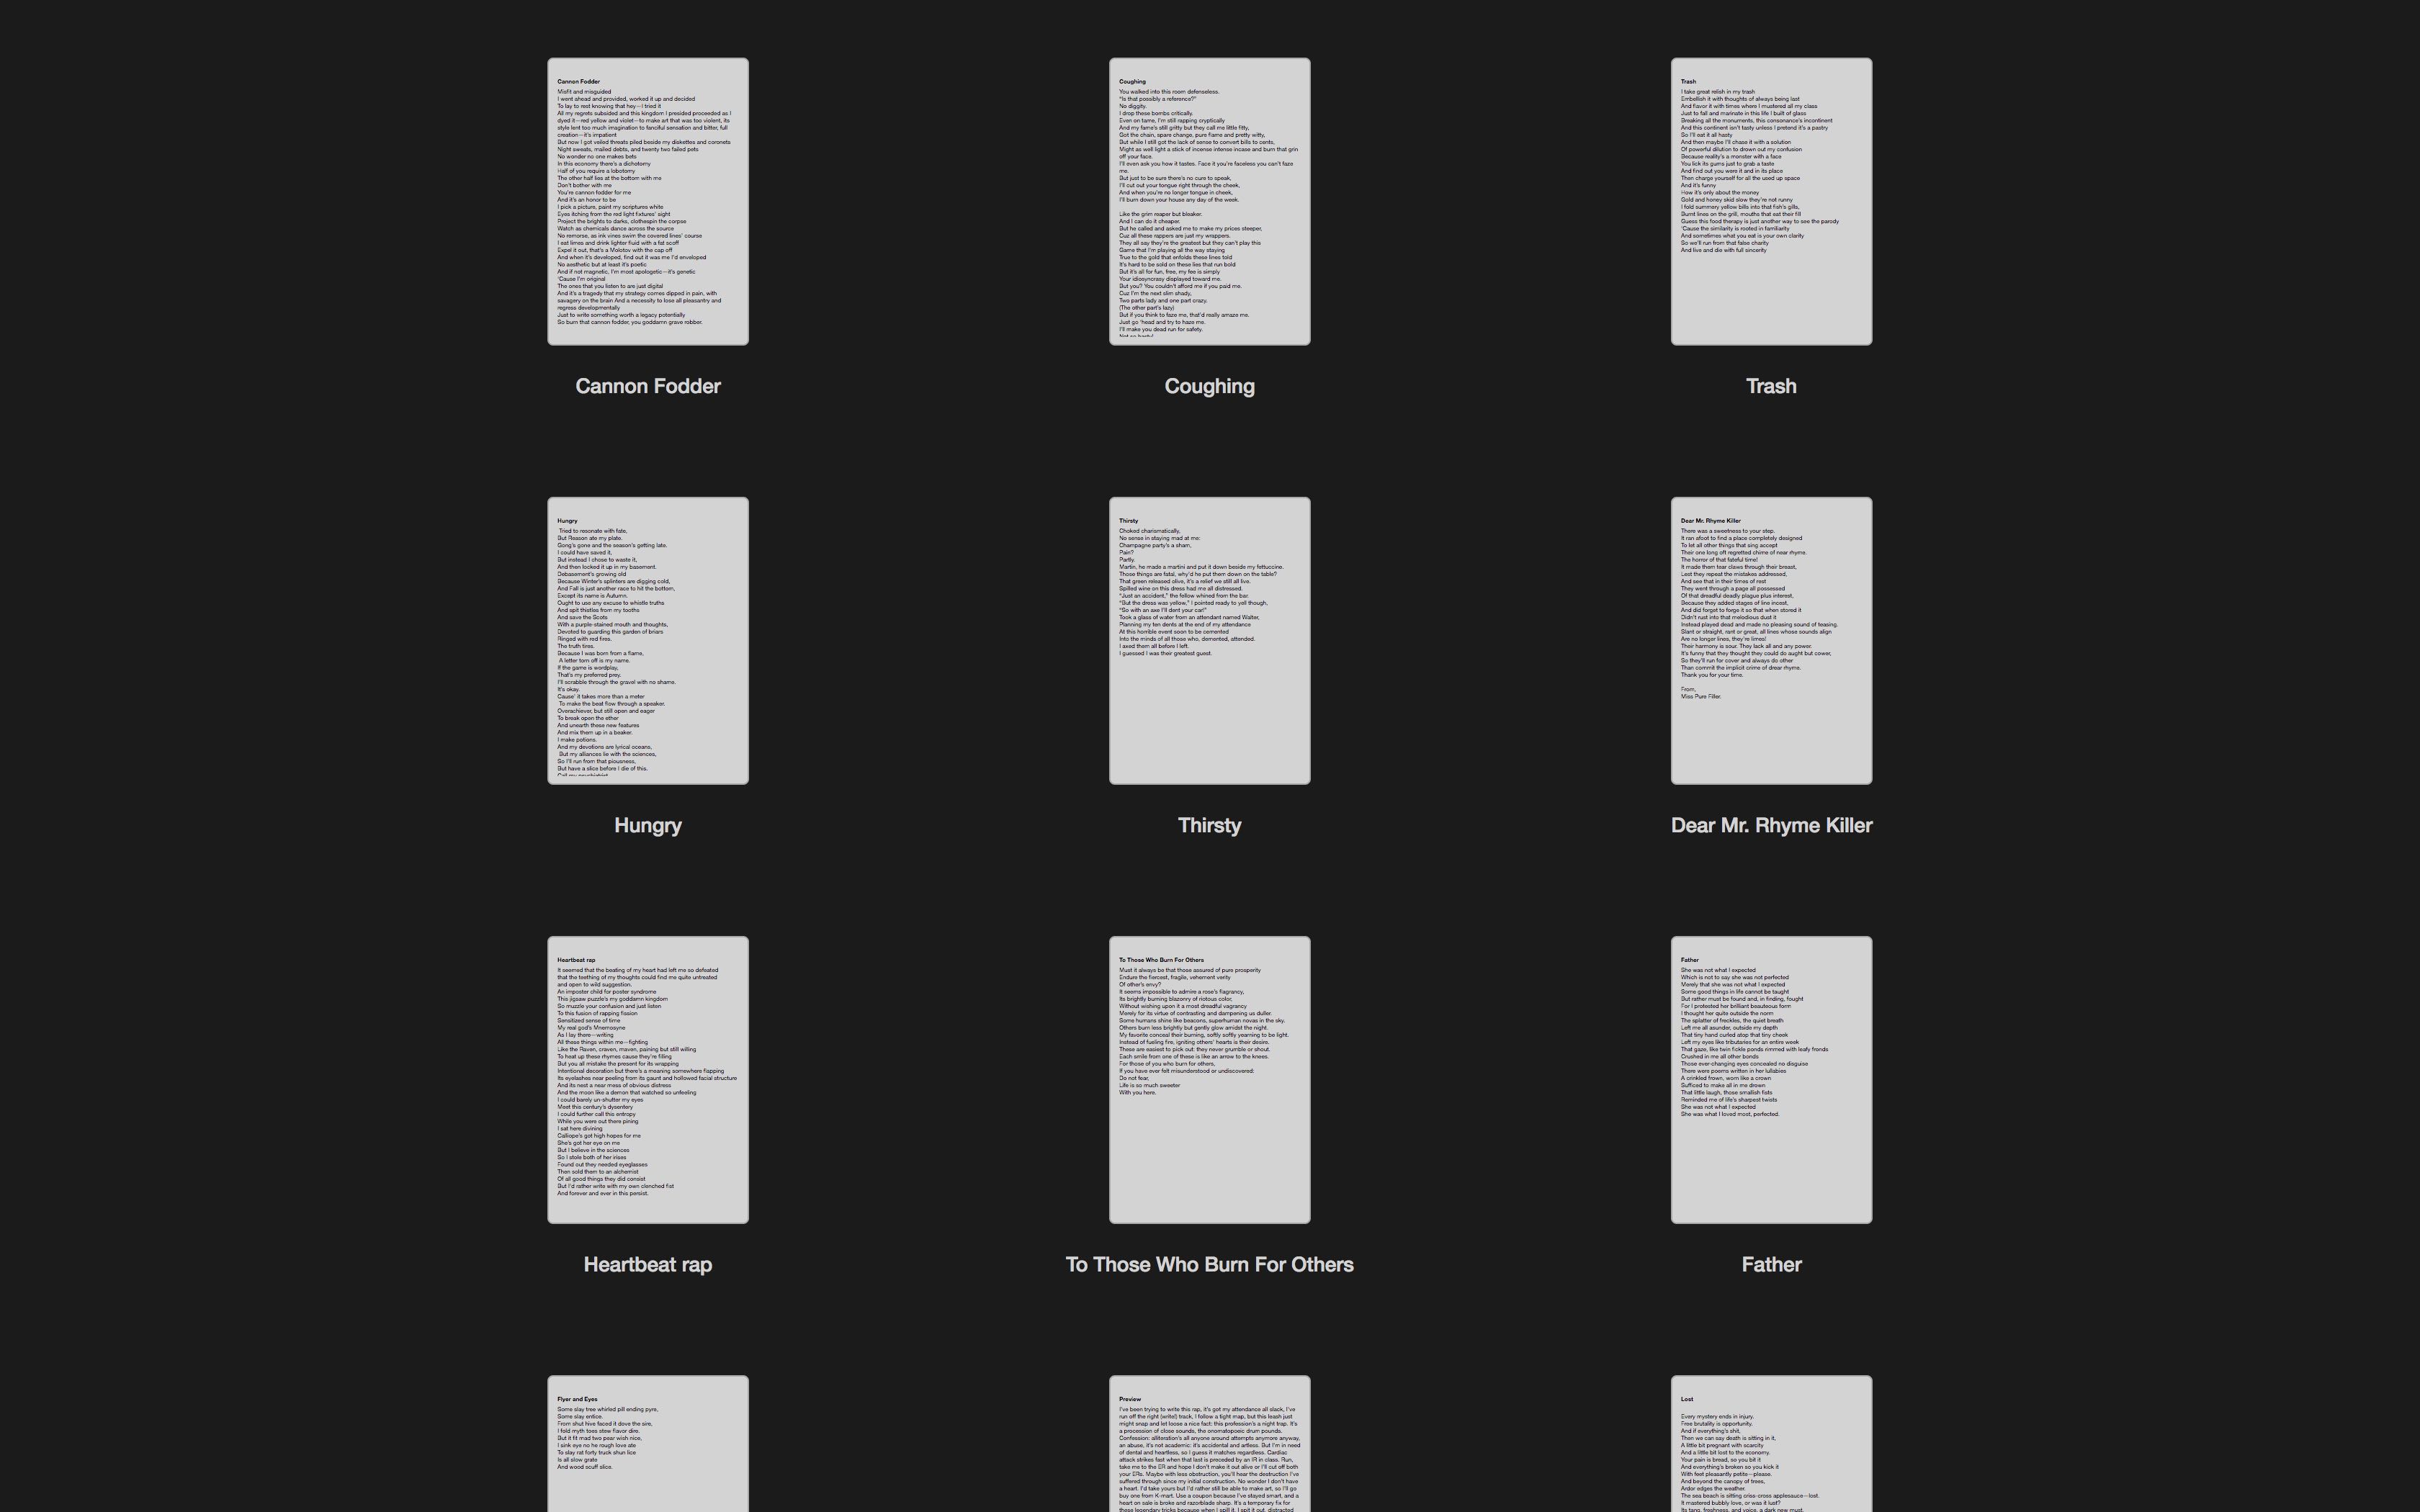 Cannon Fodder
Misfit and misguided
I went ahead and provided, worked it up and decided
To lay to rest knowing that hey—I tried it
All my regrets subsided and this kingdom I presided proceeded as I
dyed it—red yellow and violet—to make art that was too violent, its
style lent too much imagination to fanciful sensation and bitter, full
creation—it's impatient
But now I got veiled threats piled beside my diskettes and coronets
Night sweats, mailed debts, and twenty two failed pets
No wonder no one makes bets
In this economy there's a dichotomy
Half of you require a lobotomy
The other half lies at the bottom with me
Don't bother with me
You're cannon fodder for me
And it's an honor to be
I pick a picture, paint my scriptures white
Eyes itching from the red light fixtures' sight
Project the brights to darks, clothespin the corpse
Watch as chemicals dance across the source
No remorse, as ink vines swim the covered lines' course
I eat limes and drink lighter fluid with a fat scoff
Expel it out, that's a Molotov with the cap off
And when it's developed, find out it was me I'd enveloped
No aesthetic but at least it's poetic
And if not magnetic, I'm most apologetic—it's genetic
'Cause I'm original
The ones that you listen to are just digital
And it's a tragedy that my strategy comes dipped in pain, with
savagery on the brain And a necessity to lose all pleasantry and
regress developmentally
Just to write something worth a legacy potentially
So burn that cannon fodder, you goddamn grave robber.
Cannon Fodder
Coughing
You walked into this room defenseless.
"Is that possibly a reference?"
No diggity.
I drop these bombs critically.
Even on tame, I'm still rapping cryptically
And my fame's still gritty but they call me little fitty,
Got the chain, spare change, pure flame and pretty witty,
But while I still got the lack of sense to convert bills to cents,
Might as well light a stick of incense intense incase and burn that grin
off your face.
I'll even ask you how it tastes. Face it you're faceless you can't faze
me.
But just to be sure there's no cure to speak,
I'll cut out your tongue right through the cheek,
And when you're no longer tongue in cheek,
I'll burn down your house any day of the week.
Like the grim reaper but bleaker.
And I can do it cheaper.
But he called and asked me to make my prices steeper,
Cuz all these rappers are just my wrappers.
They all say they're the greatest but they can't play this
Game that I'm playing all the way staying
True to the gold that enfolds these lines told
It's hard to be sold on these lies that run bold
But it's all for fun, free, my fee is simply
Your idiosyncrasy displayed toward me.
But you? You couldn't afford me if you paid me.
Cuz I'm the next slim shady,
Two parts lady and one part crazy.
(The other part's lazy)
But if you think to faze me, that'd really amaze me.
Just go 'head and try to haze me.
I'll make you dead run for safety.
Not so hasty!
Coughing
Trash
I take great relish in my trash
Embellish it with thoughts of always being last
And flavor it with times where I mustered all my class
Just to fall and marinate in this life I built of glass
Breaking all the monuments, this consonance's incontinent
And this continent isn't tasty unless I pretend it's a pastry
So I'll eat it all hasty
And then maybe I'll chase it with a solution
Of powerful dilution to drown out my confusion
Because reality's a monster with a face
You lick its gums just to grab a taste
And find out you were it and in its place
Then charge yourself for all the used up space
And it's funny
How it's only about the money
Gold and honey skid slow they're not runny
I fold summery yellow bills into that fish's gills,
Burnt lines on the grill, mouths that eat their fill
Guess this food therapy is just another way to see the parody
'Cause the similarity is rooted in familiarity
And sometimes what you eat is your own clarity
So we'll run from that false charity
And live and die with full sincerity
Trash
Hungry
Tried to resonate with fate,
But Reason ate my plate.
Gong's gone and the season's getting late.
I could have saved it,
But instead I chose to waste it,
And then locked it up in my basement.
Debasement's growing old
Because Winter's splinters are digging cold,
And Fall is just another race to hit the bottom,
Except its name is Autumn.
Ought to use any excuse to whistle truths
And spit thistles from my tooths
And save the Scots
With a purple-stained mouth and thoughts,
Devoted to guarding this garden of briars
Ringed with red fires.
The truth tires.
Because I was born from a flame,
A letter torn off is my name.
If the game is wordplay,
That's my preferred prey.
I'll scrabble through the gravel with no shame.
It's okay.
Cause' it takes more than a meter
To make the beat flow through a speaker.
Overachiever, but still open and eager
To break open the ether
And unearth these new features
And mix them up in a beaker.
I make potions.
And my devotions are lyrical oceans,
But my alliances lie with the sciences,
So I'll run from that piousness,
But have a slice before I die of this.
Call my psychiatrist
Hungry
Thirsty
Choked charismatically,
No sense in staying mad at me:
Champagne party's a sham,
Pain?
Partly.
Martin, he made a martini and put it down beside my fettuccine.
Those things are fatal, why'd he put them down on the table?
That green released olive, it's a relief we still all live.
Spilled wine on this dress had me all distressed.
"Just an accident," the fellow whined from the bar.
"But the dress was yellow," I pointed ready to yell though,
"So with an axe I'll dent your car!"
Took a glass of water from an attendant named Walter,
Planning my ten dents at the end of my attendance
At this horrible event soon to be cemented
Into the minds of all those who, demented, attended.
I axed them all before I left.
I guessed I was their greatest guest.
Thirsty
Dear Mr. Rhyme Killer
There was a sweetness to your step.
It ran afoot to find a place completely designed
To let all other things that sing accept
Their one long oft regretted chime of near rhyme.
The horror of that fateful time!
It made them tear claws through their breast,
Lest they repeat the mistakes addressed,
And see that in their times of rest
They went through a page all possessed
Of that dreadful deadly plague plus interest,
Because they added stages of line incest,
And did forget to forge it so that when stored it
Didn't rust into that melodious dust it
Instead played dead and made no pleasing sound of teasing.
Slant or straight, rant or great, all lines whose sounds align
Are no longer lines, they're limes!
Their harmony is sour. They lack all and any power.
It's funny that they thought they could do aught but cower,
So they'll run for cover and always do other
Than commit the implicit crime of drear rhyme.
Thank you for your time.
From,
Miss Pure Filler.
Dear Mr. Rhyme Killer
Heartbeat rap
It seemed that the beating of my heart had left me so defeated
that the teething of my thoughts could find me quite untreated
and open to wild suggestion.
An imposter child for poster syndrome
This jigsaw puzzle's my goddamn kingdom
So muzzle your confusion and just listen
To this fusion of rapping fission
Sensitized sense of time
My real god's Mnemosyne
As I lay there—writing
All these things within me—fighting
Like the Raven, craven, maven, paining but still willing
To heat up these rhymes cause they're filling
But you all mistake the present for its wrapping
Intentional decoration but there's a meaning somewhere flapping
Its eyelashes near peeling from its gaunt and hollowed facial structure
And its nest a near mess of obvious distress
And the moon like a demon that watched so unfeeling
I could barely un-shutter my eyes
Meet this century's dysentery
I could further call this entropy
While you were out there pining
I sat here divining
Calliope's got high hopes for me
She's got her eye on me
But I believe in the sciences
So I stole both of her irises
Found out they needed eyeglasses
Then sold them to an alchemist
Of all good things they did consist
But I'd rather write with my own clenched fist
And forever and ever in this persist.
Heartbeat rap
To Those Who Burn For Others
Must it always be that those assured of pure prosperity
Endure the fiercest, fragile, vehement verity
Of other's envy?
It seems impossible to admire a rose's flagrancy,
Its brightly burning blazonry of riotous color,
Without wishing upon it a most dreadful vagrancy
Merely for its virtue of contrasting and dampening us duller.
Some humans shine like beacons, superhuman novas in the sky.
Others burn less brightly but gently glow amidst the night.
My favorite conceal their burning, softly softly yearning to be light.
Instead of fueling fire, igniting others' hearts is their desire.
These are easiest to pick out: they never grumble or shout.
Each smile from one of these is like an arrow to the knees.
For those of you who burn for others,
If you have ever felt misunderstood or undiscovered:
Do not fear,
Life is so much sweeter
With you here.
To Those Who Burn For Others
Father
She was not what I expected
Which is not to say she was not perfected
Merely that she was not what I expected
Some good things in life cannot be taught
But rather must be found and, in finding, fought
For I protested her brilliant beauteous form
I thought her quite outside the norm
The splatter of freckles, the quiet breath
Left me all asunder, outside my depth
That tiny hand curled atop that tiny cheek
Left my eyes like tributaries for an entire week
That gaze, like twin fickle ponds rimmed with leafy fronds
Crushed in me all other bonds
Those ever-changing eyes concealed no disguise
There were poems written in her lullabies
A crinkled frown, worn like a crown
Sufficed to make all in me drown
That little laugh, those smallish fists
Reminded me of life's sharpest twists
She was not what I expected
She was what I loved most, perfected.
Father
Flyer and Eyes
Some slay tree whirled pill ending pyre,
Some slay entice.
From shut hive faced it dove the sire,
I fold myth toes stew flavor dire.
But it fit mad two pear wish nice,
I sink eye no he rough love ate
To slay rat forty truck shun lice
Is all slow grate
And wood scuff slice.
Preview
I've been trying to write this rap, it's got my attendance all slack, I've
run off the right (write!) track, I follow a tight map, but this leash just
might snap and let loose a nice fact: this profession's a night trap. It's
a procession of close sounds, the onomatopoeic drum pounds.
Confession: alliteration's all anyone around attempts anymore anyway,
an abuse, it's not academic: it's accidental and artless. But I'm in need
of dental and heartless, so I guess it matches regardless. Cardiac
attack strikes fast when that last is preceded by an IR in class. Run,
take me to the ER and hope I don't make it out alive or I'll cut off both
your ERs. Maybe with less obstruction, you'll hear the destruction I've
suffered through since my initial construction. No wonder I don't have
a heart. I'd take yours but I'd rather still be able to make art, so I'll go
buy one from K-mart. Use a coupon because I've stayed smart, and a
heart on sale is broke and razorblade sharp. It's a temporary fix for
these legendary tricks because when I spill it, I spit it out, distracted
Lost
Every mystery ends in injury.
Free brutality is opportunity.
And if everything's shit,
Then we can say death is sitting in it,
A little bit pregnant with scarcity
And a little bit lost to the economy.
Your pain is bread, so you bit it
And everything's broken so you kick it
With feet pleasantly petite—please.
And beyond the canopy of trees,
Ardor edges the weather.
The sea beach is sitting criss-cross applesauce—lost.
It mastered bubbly love, or was it lust?
Its tang, freshness, and voice, a dark new must.